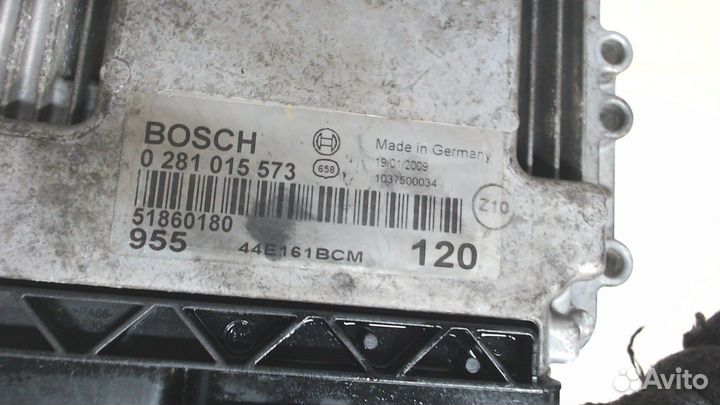 BOSCH
Made in Germany
0 281 015 573
658
19/01/2009
1037500034
Z10
51860180
955
44E161BCM
120
>PA66-
Avito